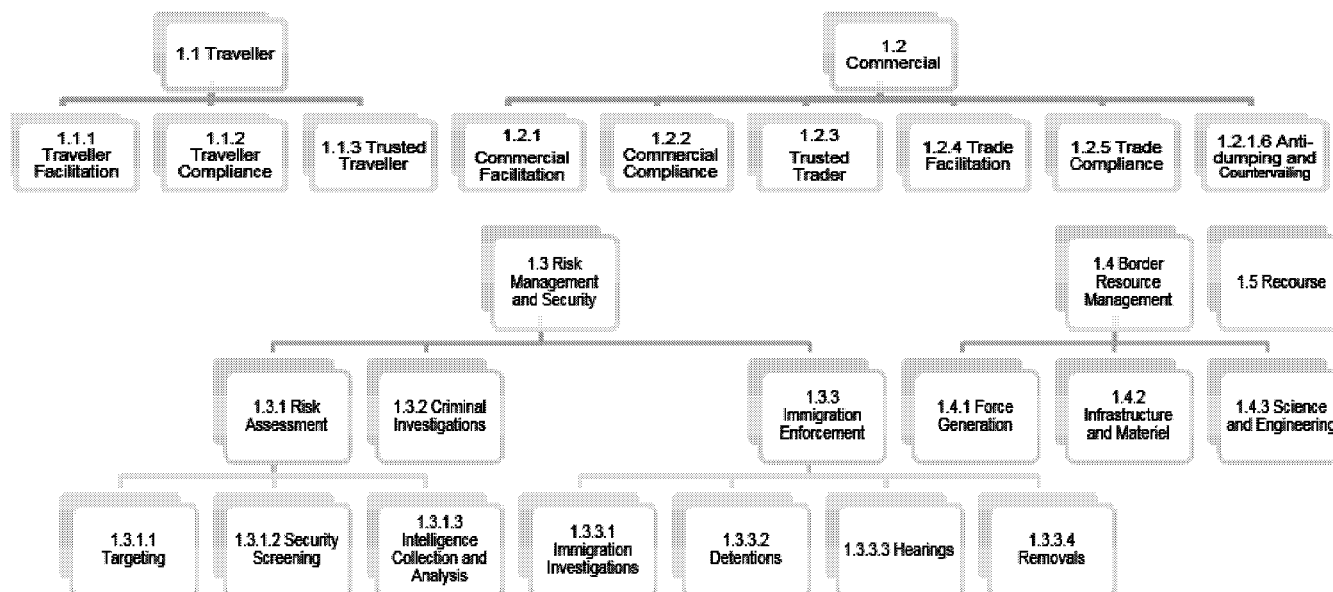 1.1 Traveller
1.2
Commercial
1.1.1
Traveller
Facilitation
1.1.2
Traveller
Compliance
1.1.3 Trusted
Traveller
1.2.1
Commercial
Facilitation
1.2.2
Commercial
Compliance
1.2.3
Trusted
Trader
1.2.4 Trade
Facilitation
1.2.5 Trade
Compliance
1.2.1.6 Anti-
dumping and
Countervailing
1.3 Risk
Management
and Security
1.4 Border
Resource
Management
1.5 Recourse
1.3.1 Risk
Assessment
1.3.2 Criminal
Investigations
1.3.3
Immigration
Enforcement
1.4.1 Force
Generation
1.4.2
Infrastructure
and Materiel
1.4.3 Science
and Engineering
1.3.1.1
Targeting
1.3.1.2 Security
Screening
1.3.1.3
Intelligence
Collection and
Analysis
1.3.3.1
Immigration
Investigations
1.3.3.2
Detentions
1.3.3.3 Hearings
1.3.3.4
Removals